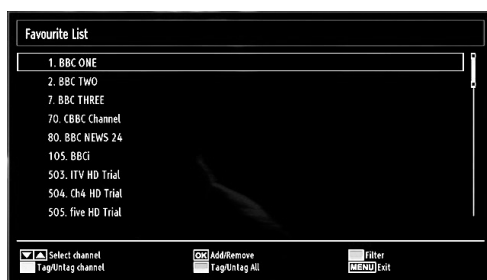 Favourite List
1. BBC ONE
2. BBC TWO
7. BBC THREE
70. CBBC Channel
80. BBC NEWS 24
105. BBCi
503. ITV HD Trial
504. Ch4 HD Trial
505. five HD Trial
Select channel OK Add/Remove Filter
Tag/Untag channel Tag/Untag All MENU Exit